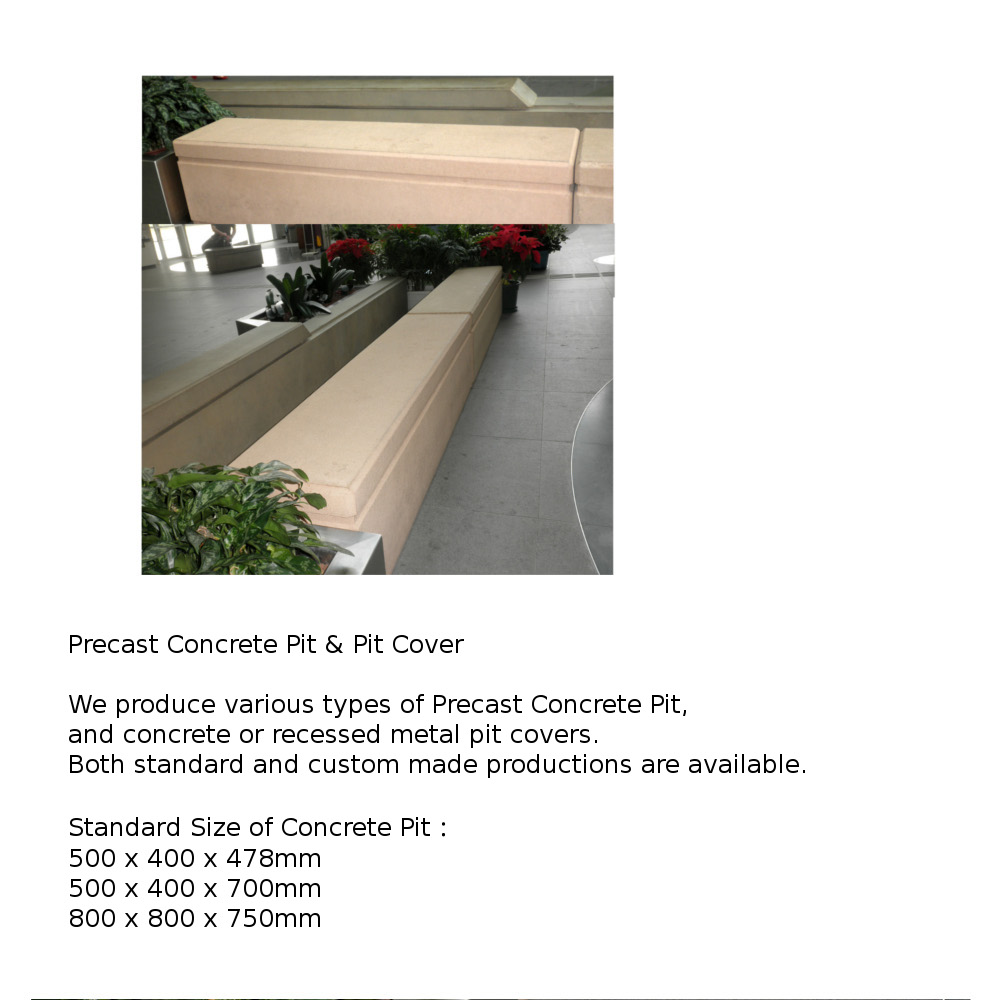 Precast Concrete Pit & Pit Cover
We produce various types of Precast Concrete Pit,
and concrete or recessed metal pit covers.
Both standard and custom made productions are available.
Standard Size of Concrete Pit :
500 x 400 x 478mm
500 x 400 x 700mm
800 x 800 x 750mm